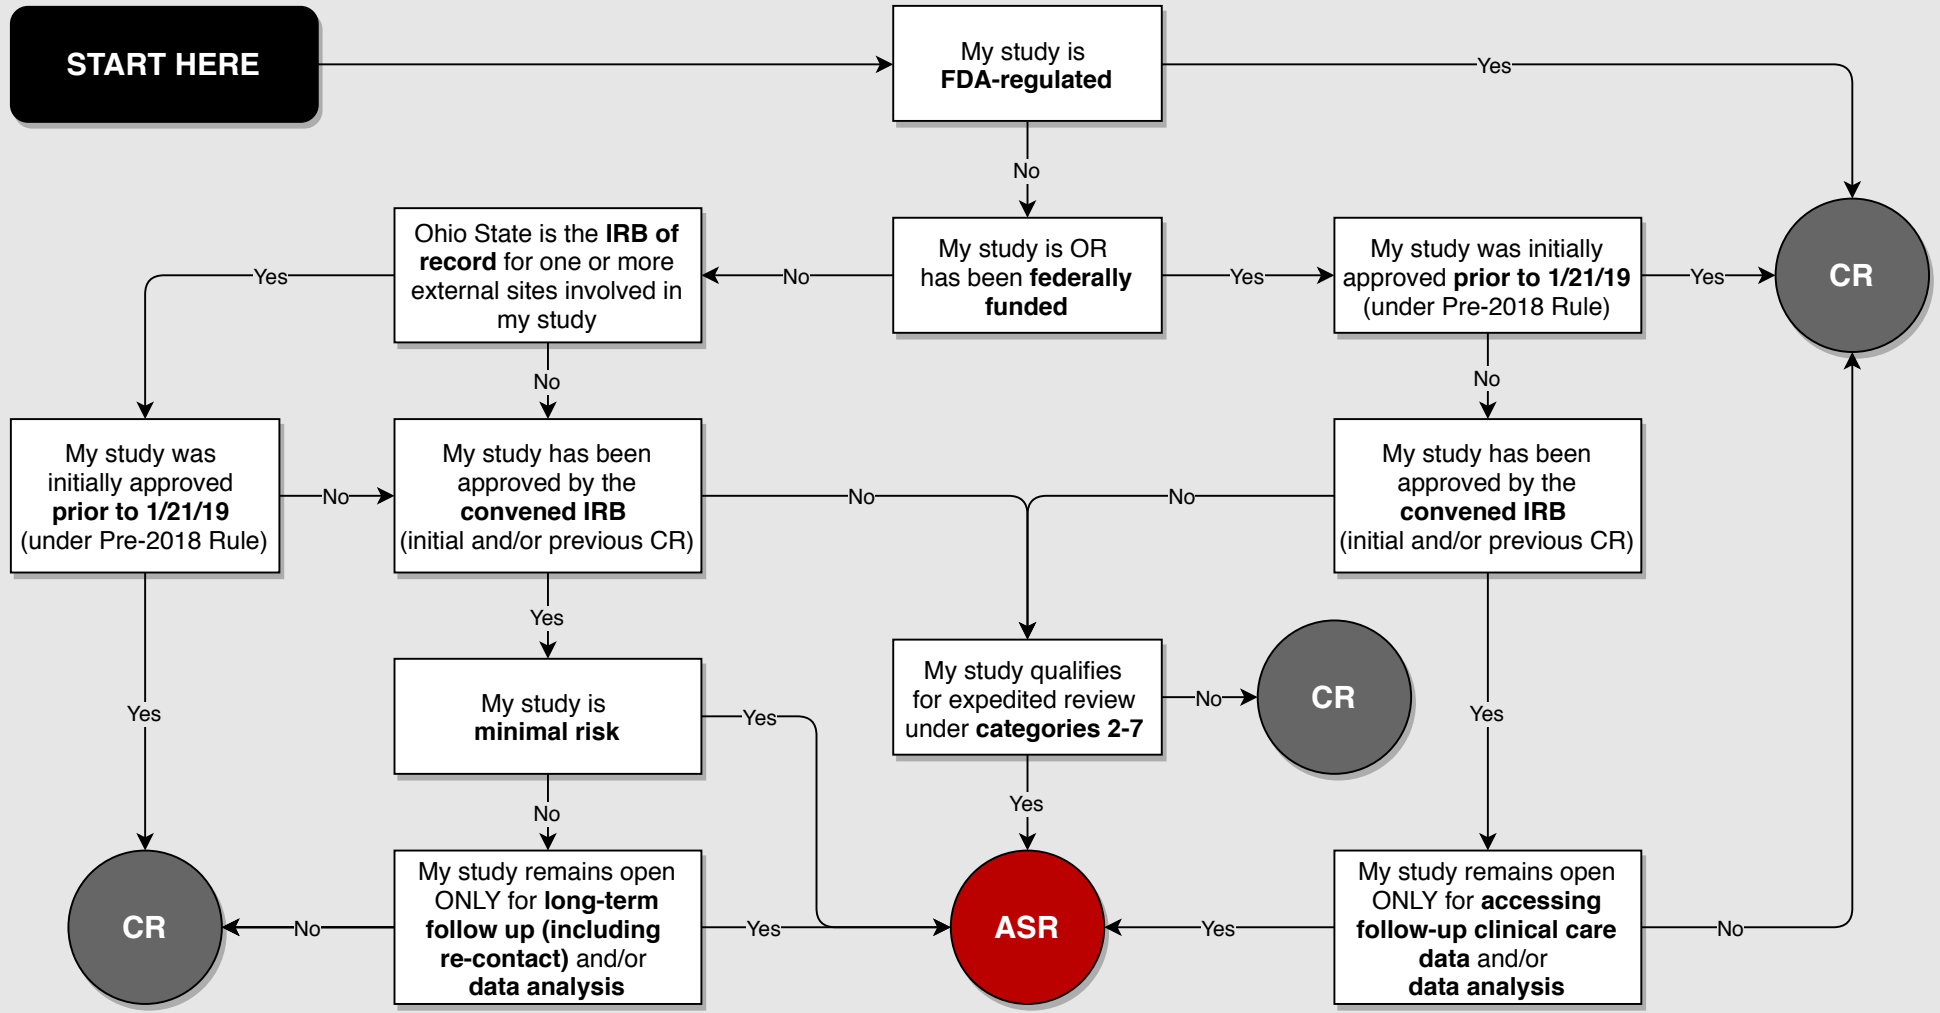 START HERE
My study is
FDA-regulated
Yes
No
Ohio State is the IRB of
record for one or more
external sites involved in
my study
My study is OR
has been federally
funded
My study was initially
approved prior to 1/21/19
(under Pre-2018 Rule)
CR
Yes
No
Yes
Yes
No
No
My study was
initially approved
prior to 1/21/19
(under Pre-2018 Rule)
No
My study has been
approved by the
convened IRB
(initial and/or previous CR)
No
No
My study has been
approved by the
convened IRB
(initial and/or previous CR)
Yes
Yes
Yes
My study is
minimal risk
Yes
My study qualifies
for expedited review
under categories 2-7
No
CR
No
Yes
CR
No
My study remains open
ONLY for long-term
follow up (including
re-contact) and/or
data analysis
Yes
ASR
Yes
My study remains open
ONLY for accessing
follow-up clinical care
data and/or
data analysis
No